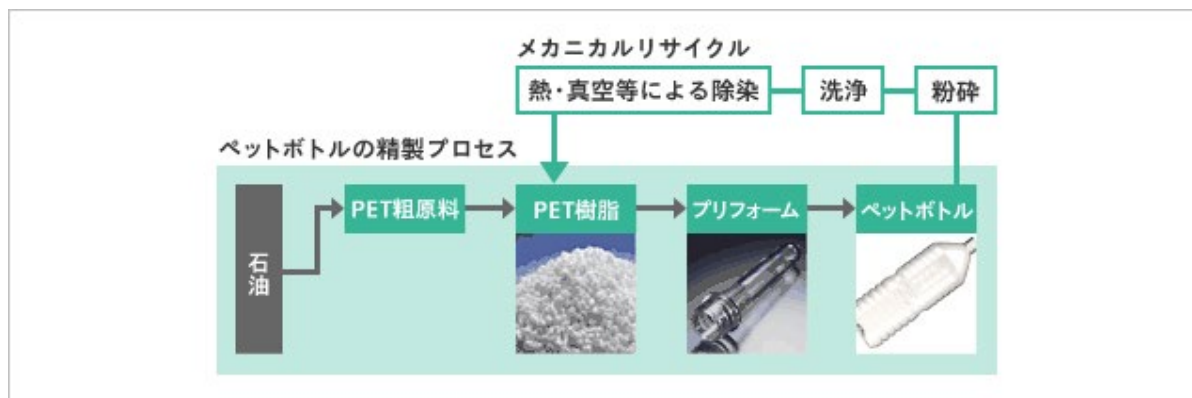 メカニカルリサイクル
熱・真空等による除染
洗浄
粉砕
ペットボトルの精製プロセス
石油
PET粗原料
PET樹脂
プリフォーム
ペットボトル